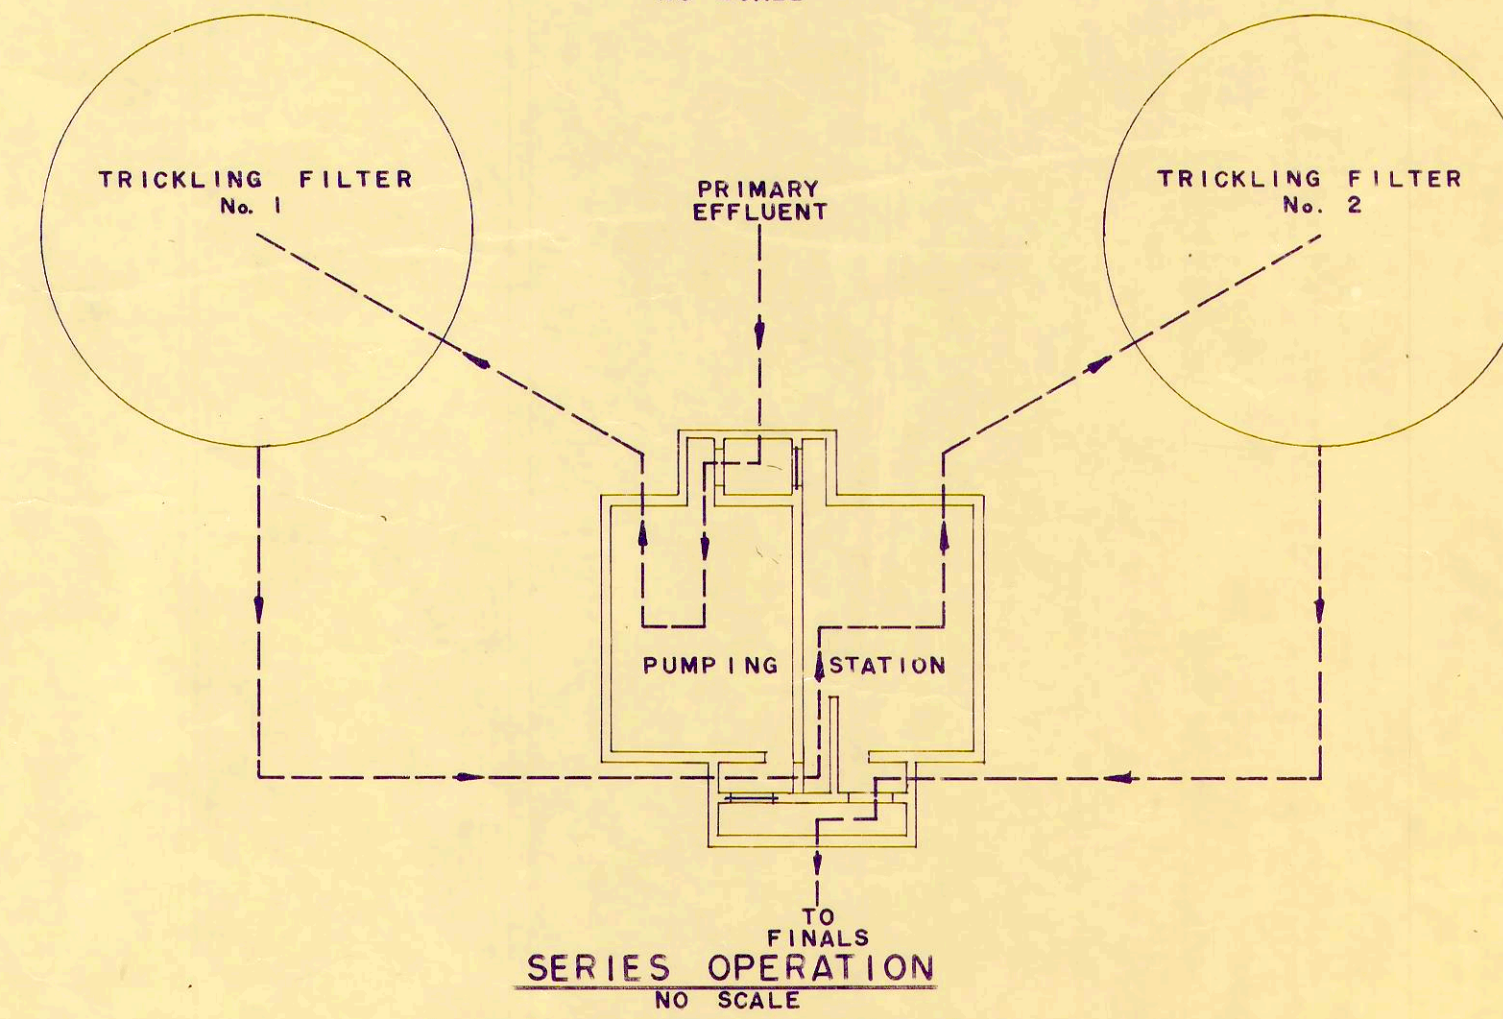 TRICKLING FILTER
No. 1
PRIMARY
EFFLUENT
TRICKLING FILTER
No. 2
PUMPING STATION
TO
FINALS
SERIES OPERATION
NO SCALE